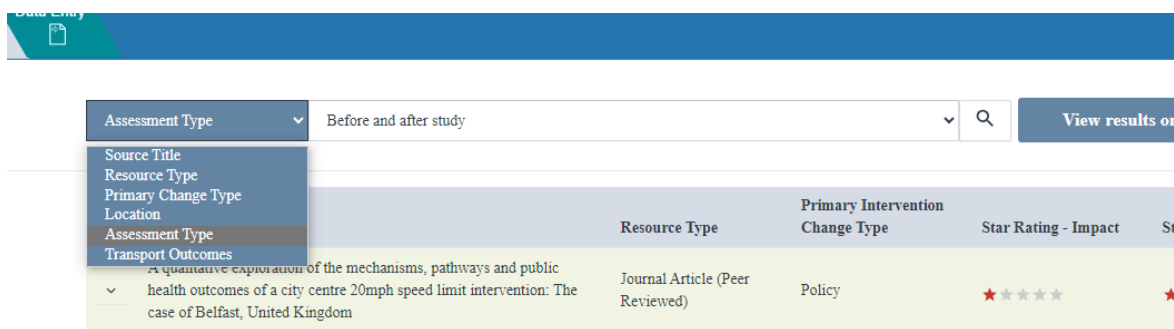 Data Entry
Assessment Type
Before and after study
View results
Source Title
Resource Type
Primary Change Type
Location
Assessment Type
Transport Outcomes
Resource Type
Primary Intervention
Change Type
Star Rating - Impact
A qualitative exploration of the mechanisms, pathways and public
health outcomes of a city centre 20mph speed limit intervention: The
case of Belfast, United Kingdom
Journal Article (Peer
Reviewed)
Policy